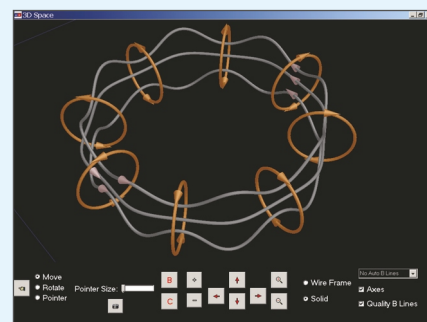 3D Space
Move
Rotate
Pointer
Pointer Size:
B
C
Wire Frame
Solid
No Auto B Lines
Axes
Quality B Lines